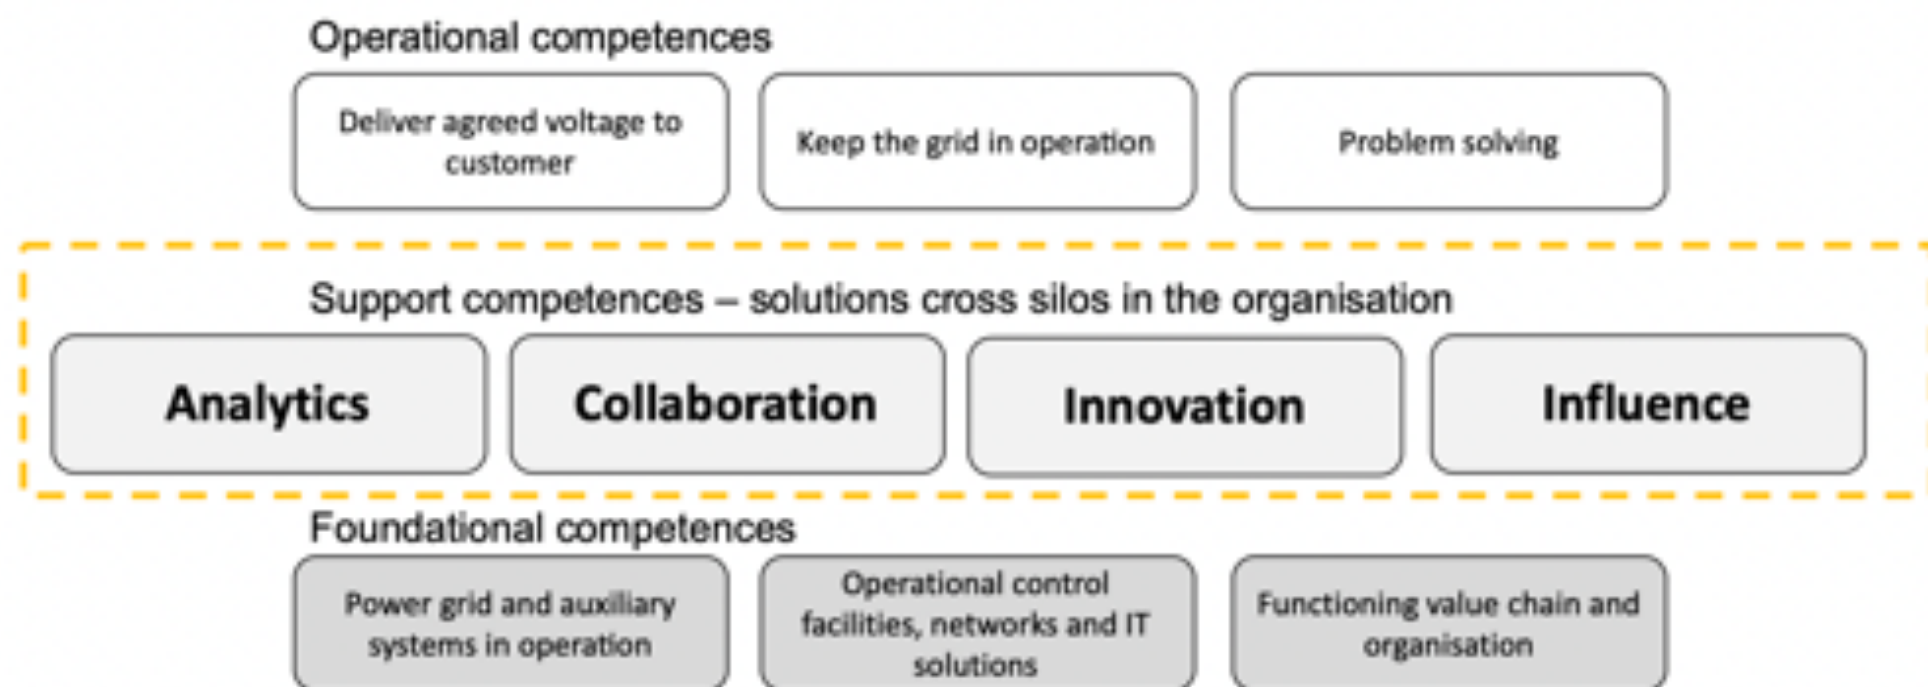 Operational competences
Deliver agreed voltage to
customer
Keep the grid in operation
Problem solving
Support competences – solutions cross silos in the organisation
Analytics
Collaboration
Innovation
Influence
Foundational competences
Power grid and auxiliary
systems in operation
Operational control
facilities, networks and IT
solutions
Functioning value chain and
organisation